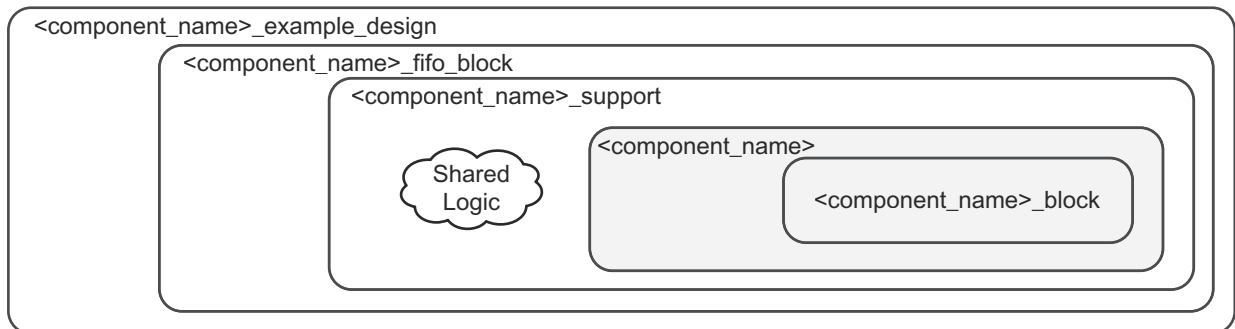 <component_name>_example_design
<component_name>_fifo_block
<component_name>_support
<component_name>
Shared
Logic
<component_name>_block